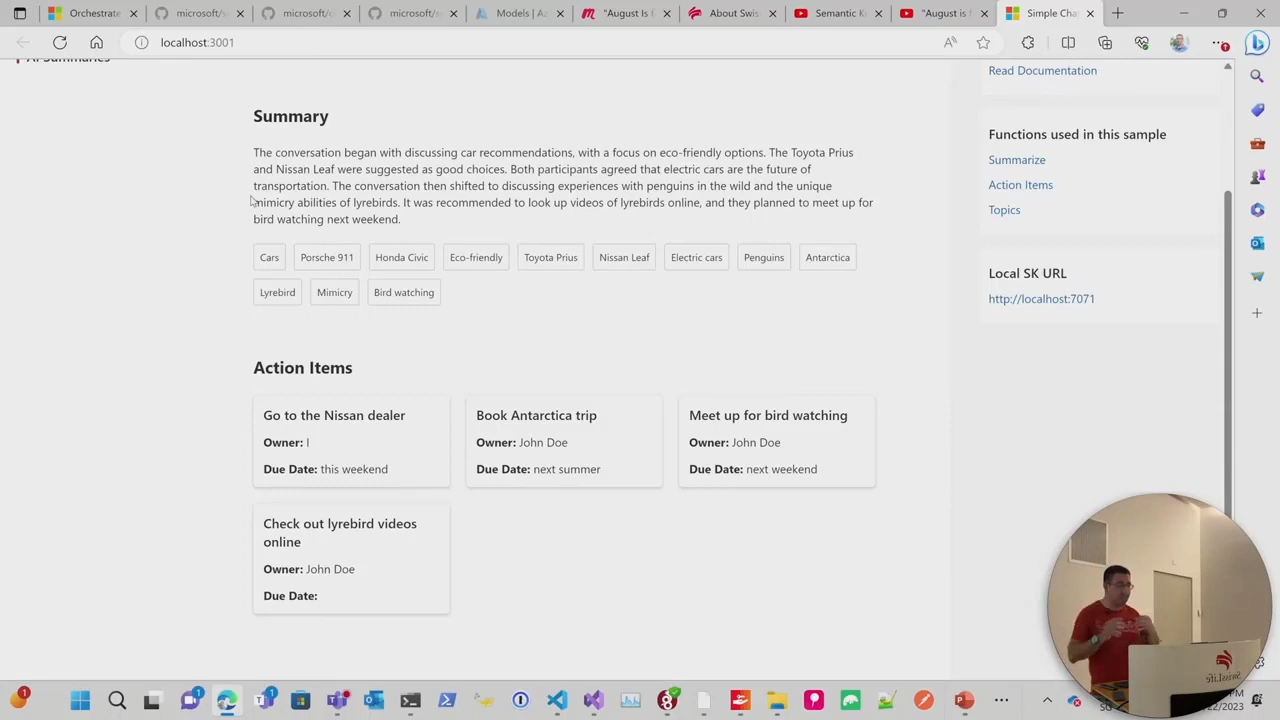 Orchestrate
microsoft/s
microsoft/c
microsoft/s
Models | Az
"August Is (
About Swis
Semantic K
"August is f
Simple Cha
localhost:3001
AI Summaries
Summary
The conversation began with discussing car recommendations, with a focus on eco-friendly options. The Toyota Prius
and Nissan Leaf were suggested as good choices. Both participants agreed that electric cars are the future of
transportation. The conversation then shifted to discussing experiences with penguins in the wild and the unique
mimicry abilities of lyrebirds. It was recommended to look up videos of lyrebirds online, and they planned to meet up for
bird watching next weekend.
Cars
Porsche 911
Honda Civic
Eco-friendly
Toyota Prius
Nissan Leaf
Electric cars
Penguins
Antarctica
Lyrebird
Mimicry
Bird watching
Action Items
Go to the Nissan dealer
Owner: I
Due Date: this weekend
Book Antarctica trip
Owner: John Doe
Due Date: next summer
Meet up for bird watching
Owner: John Doe
Due Date: next weekend
Check out lyrebird videos
online
Owner: John Doe
Due Date:
Read Documentation
Functions used in this sample
Summarize
Action Items
Topics
Local SK URL
http://localhost:7071